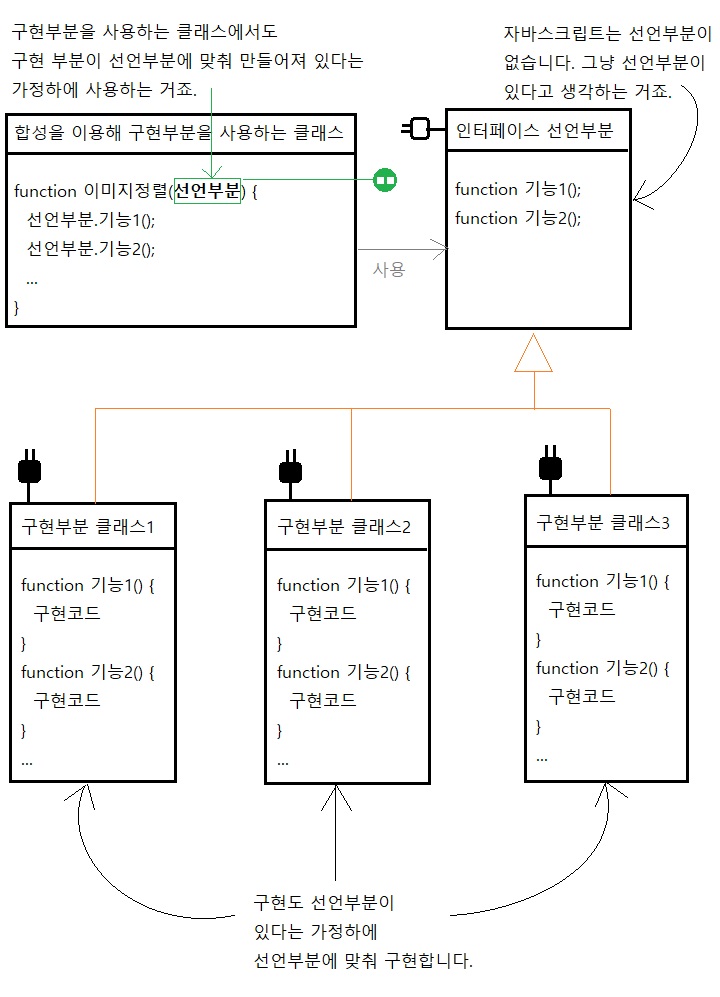 구현부분을 사용하는 클래스에서도
구현 부분이 선언부분에 맞춰 만들어져 있다는
가정하에 사용하는 거죠.
자바스크립트는 선언부분이
없습니다. 그냥 선언부분이
있다고 생각하는 거죠.
합성을 이용해 구현부분을 사용하는 클래스
function 이미지정렬(선언부분) {
선언부분.기능1();
선언부분.기능2();
...
}
사용
인터페이스 선언부분
function 기능1();
function 기능2();
구현부분 클래스1
function 기능1() {
구현코드
}
function 기능2() {
구현코드
}
...
구현부분 클래스2
function 기능1() {
구현코드
}
function 기능2() {
구현코드
}
...
구현부분 클래스3
function 기능1() {
구현코드
}
function 기능2() {
구현코드
}
...
구현도 선언부분이
있다는 가정하에
선언부분에 맞춰 구현합니다.